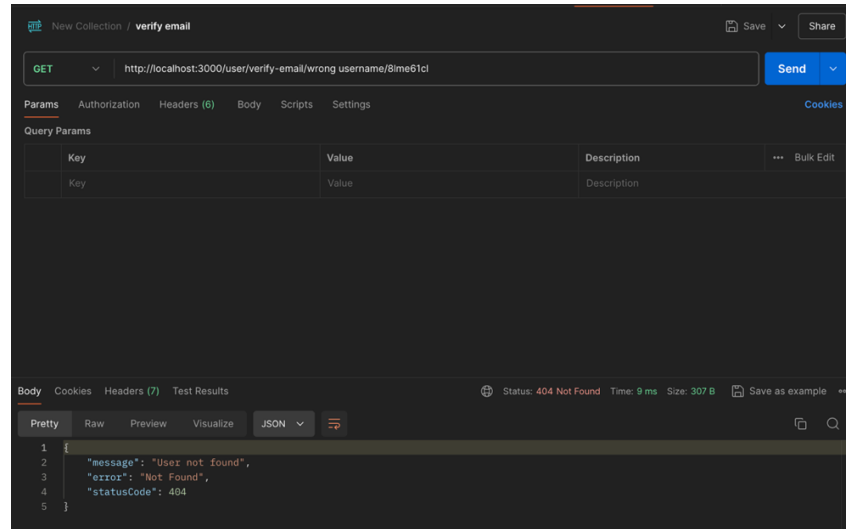 HTTP New Collection / verify email Save Share
GET http://localhost:3000/user/verify-email/wrong username/8lme61cl Send
Params Authorization Headers (6) Body Scripts Settings Cookies
Query Params
Key Value Description ••• Bulk Edit
Key Value Description
Body Cookies Headers (7) Test Results Status: 404 Not Found Time: 9 ms Size: 307 B Save as example
Pretty Raw Preview Visualize JSON
1 {
2 "message": "User not found",
3 "error": "Not Found",
4 "statusCode": 404
5 }